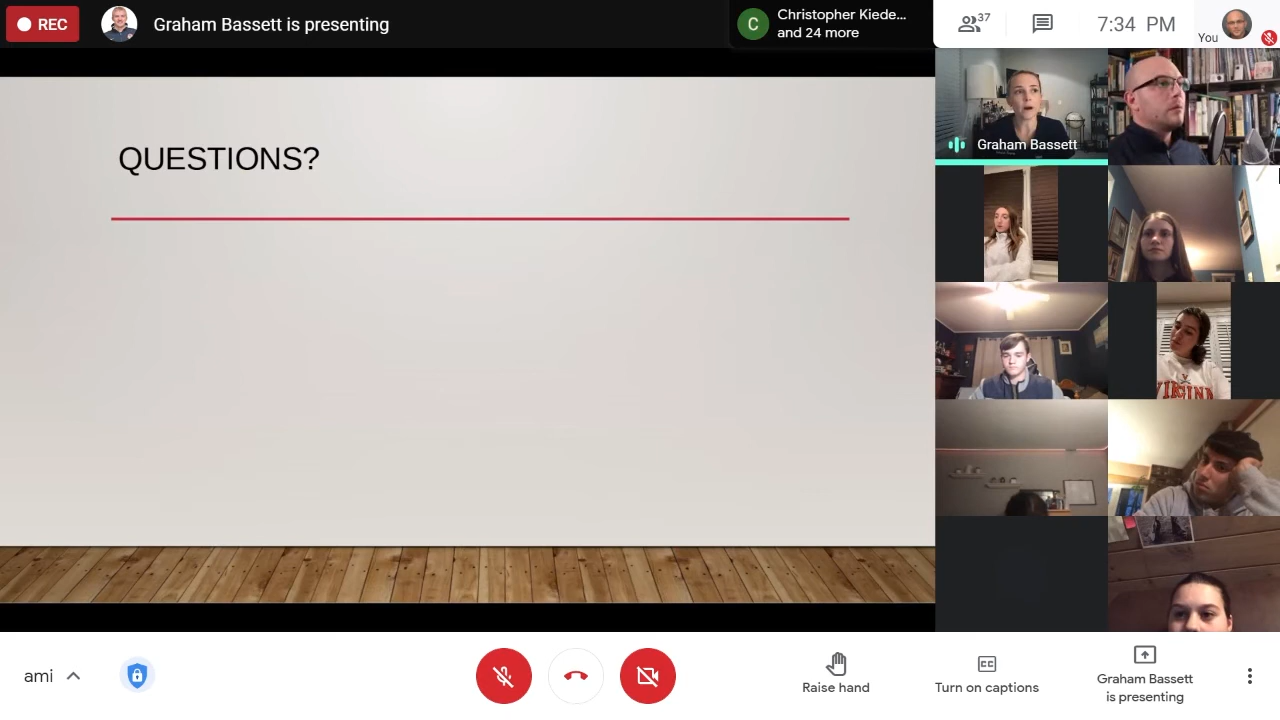 REC
Graham Bassett is presenting
C
Christopher Kiede...
and 24 more
37
7:34 PM
You
QUESTIONS?
Graham Bassett
ami
Raise hand
CC
Turn on captions
Graham Bassett
is presenting